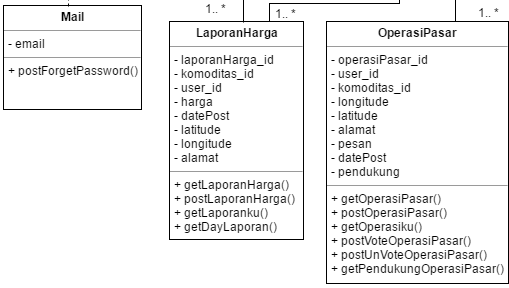 1.. *
1.. *
1.. *
Mail
- email
+ postForgetPassword()
LaporanHarga
- laporanHarga_id
- komoditas_id
- user_id
- harga
- datePost
- latitude
- longitude
- alamat
+ getLaporanHarga()
+ postLaporanHarga()
+ getLaporanku()
+ getDayLaporan()
OperasiPasar
- operasiPasar_id
- user_id
- komoditas_id
- longitude
- latitude
- alamat
- pesan
- datePost
- pendukung
+ getOperasiPasar()
+ postOperasiPasar()
+ getOperasiku()
+ postVoteOperasiPasar()
+ postUnVoteOperasiPasar()
+ getPendukungOperasiPasar()